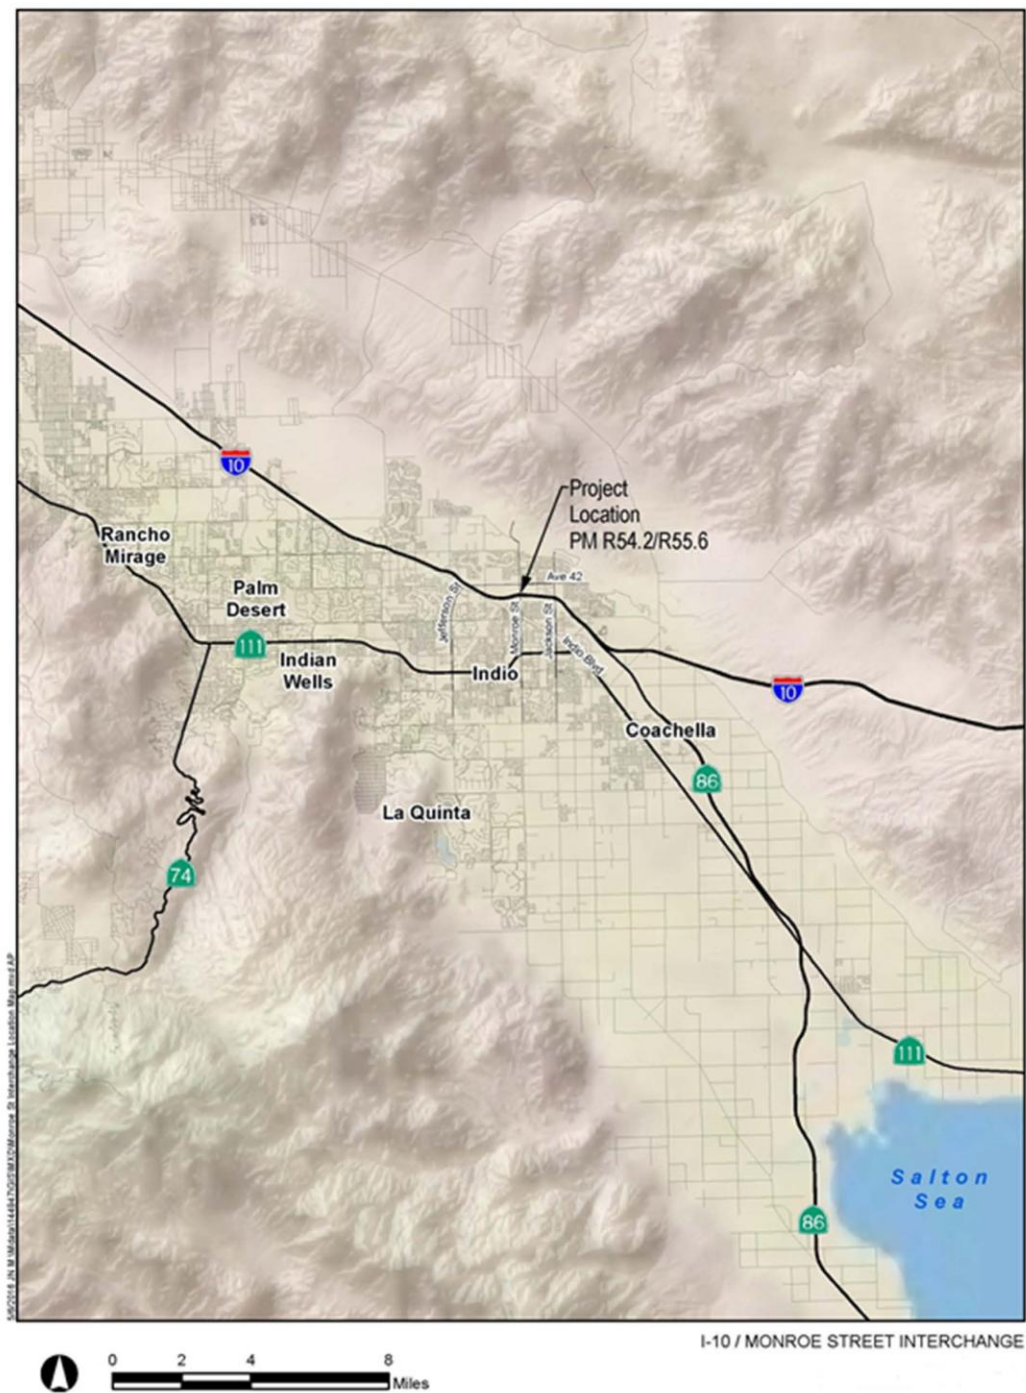 10
Project
Location
PM R54.2/R55.6
Rancho
Mirage
Palm
Desert
Ave 42
Jefferson St
Monroe St
Jackson St
Indio Blvd
111
Indian
Wells
Indio
10
Coachella
86
La Quinta
74
111
Salton
Sea
86
I-10 / MONROE STREET INTERCHANGE
0 2 4 8
Miles